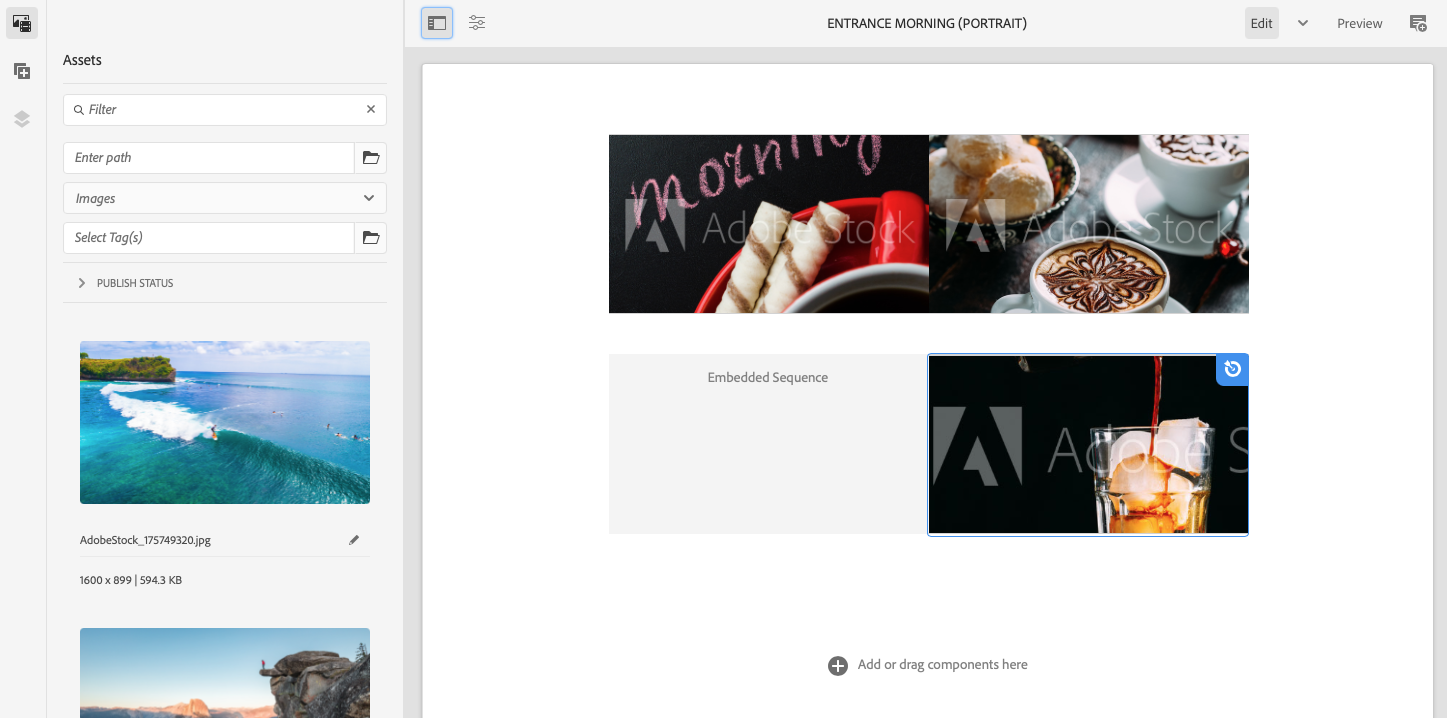 ENTRANCE MORNING (PORTRAIT)
Edit
Preview
Assets
Filter
Enter path
Images
Select Tag(s)
PUBLISH STATUS
AdobeStock_175749320.jpg
1600 x 899 | 594.3 KB
morning
Adobe Stock
Adobe Stock
Embedded Sequence
Adobe S
Add or drag components here